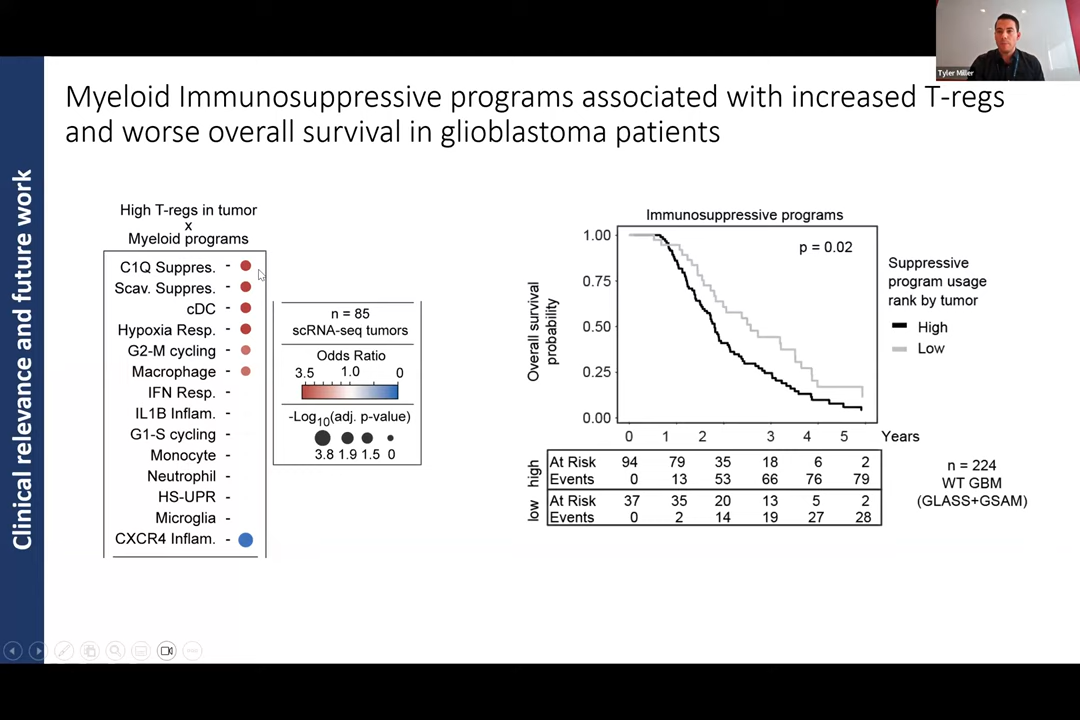 Tyler Miller
Myeloid Immunosuppressive programs associated with increased T-regs
and worse overall survival in glioblastoma patients
Clinical relevance and future work
High T-regs in tumor
x
Myeloid programs
C1Q Suppres. -
Scav. Suppres. -
cDC -
Hypoxia Resp. -
G2-M cycling -
Macrophage -
IFN Resp. -
IL1B Inflam. -
G1-S cycling -
Monocyte -
Neutrophil -
HS-UPR -
Microglia -
CXCR4 Inflam. -
n = 85
scRNA-seq tumors
Odds Ratio
3.5 1.0 0
-Log10(adj. p-value)
3.8 1.9 1.5 0
Immunosuppressive programs
p = 0.02
Overall survival
probability
1.00
0.75
0.50
0.25
0.00
0 1 2 3 4 5 Years
Suppressive
program usage
rank by tumor
High
Low
high
At Risk 94 79 35 18 6 2
Events 0 13 53 66 76 79
low
At Risk 37 35 20 13 5 2
Events 0 2 14 19 27 28
n = 224
WT GBM
(GLASS+GSAM)